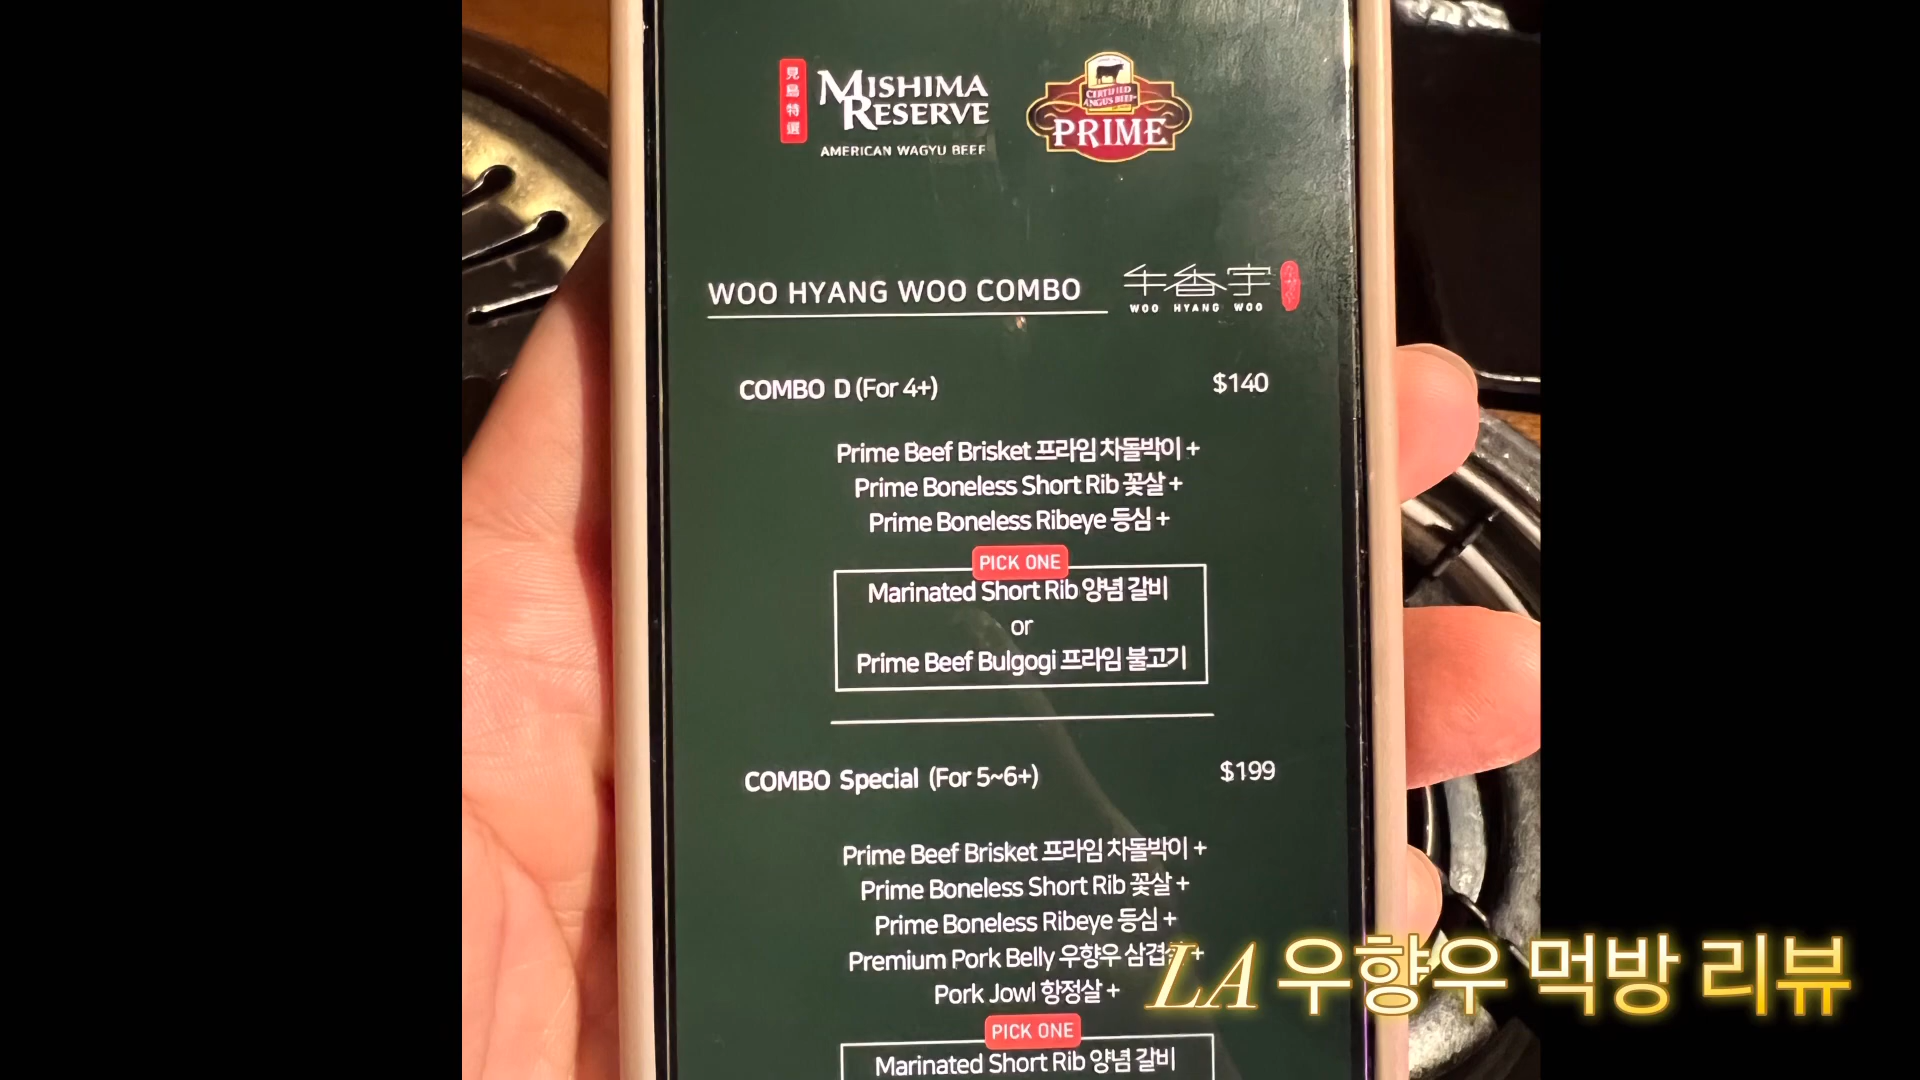 見島特選
MISHIMA
RESERVE
AMERICAN WAGYU BEEF
CERTIFIED
ANGUS BEEF
PRIME
WOO HYANG WOO COMBO
牛香宇
WOO HYANG WOO
COMBO D (For 4+) $140
Prime Beef Brisket 프라임 차돌박이 +
Prime Boneless Short Rib 꽃살 +
Prime Boneless Ribeye 등심 +
PICK ONE
Marinated Short Rib 양념 갈비
or
Prime Beef Bulgogi 프라임 불고기
COMBO Special (For 5~6+) $199
Prime Beef Brisket 프라임 차돌박이 +
Prime Boneless Short Rib 꽃살 +
Prime Boneless Ribeye 등심 +
Premium Pork Belly 우향우 삼겹살 +
Pork Jowl 항정살 +
PICK ONE
Marinated Short Rib 양념 갈비
LA 우향우 먹방 리뷰